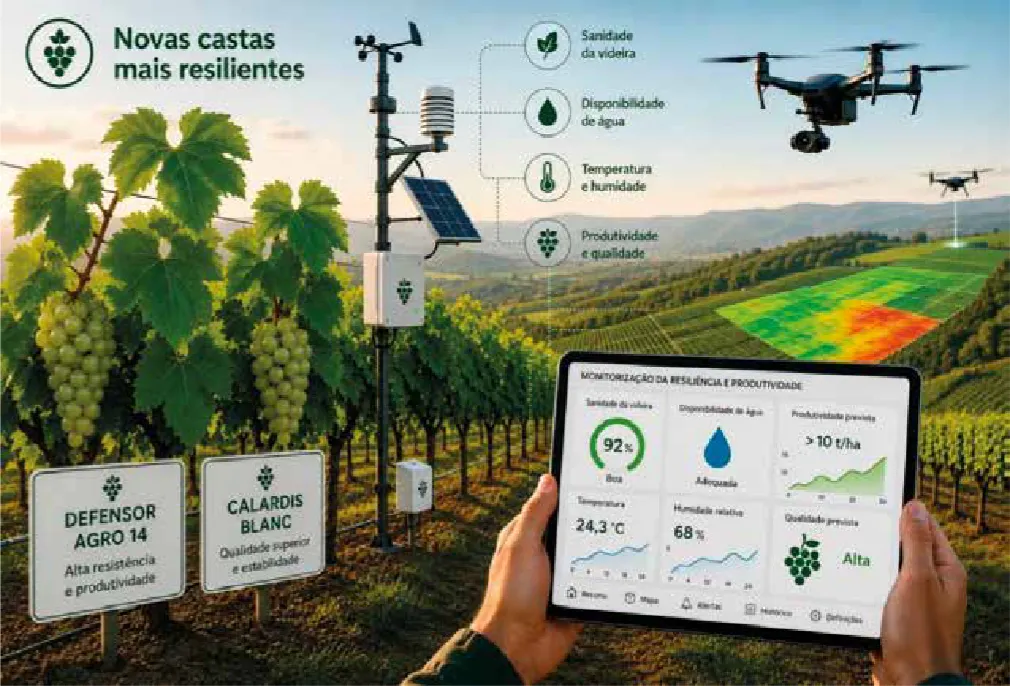 Novas castas
mais resilientes
Sanidade
da videira
Disponibilidade
de água
Temperatura
e humidade
Produtividade
e qualidade
DEFENSOR
AGRO 14
Alta resistência
e produtividade
CALARDIS
BLANC
Qualidade superior
e estabilidade
MONITORIZAÇÃO DA RESILIÊNCIA E PRODUTIVIDADE
Sanidade da videira
92%
Boa
Disponibilidade de água
Adequada
Produtividade prevista
>10 t/ha
Temperatura
24,3 °C
Humidade relativa
68 %
Qualidade prevista
Alta
Resumo
Mapa
Alertas
Histórico
Definições